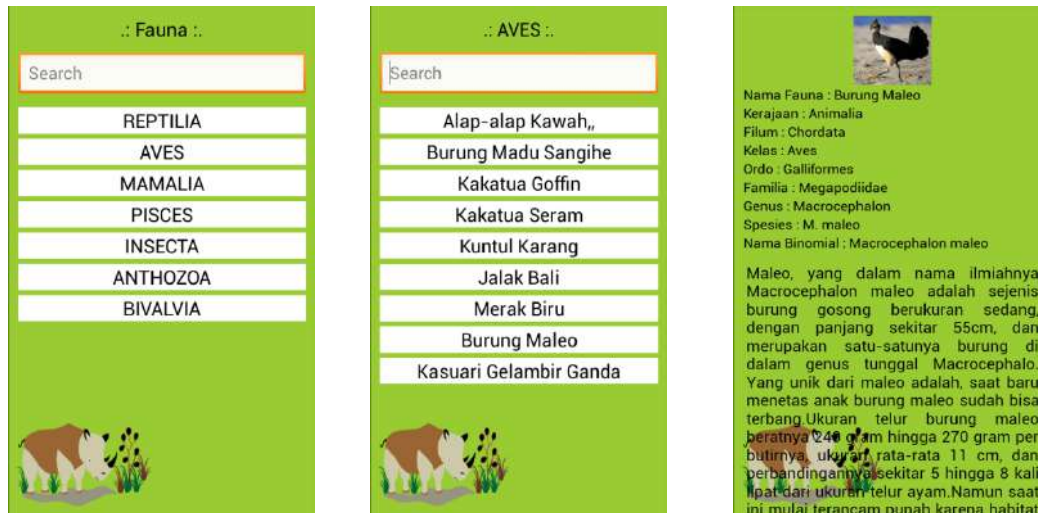 .: Fauna :.
Search
REPTILIA
AVES
MAMALIA
PISCES
INSECTA
ANTHOZOA
BIVALVIA
.: AVES :.
Search
Alap-alap Kawah,,
Burung Madu Sangihe
Kakatua Goffin
Kakatua Seram
Kuntul Karang
Jalak Bali
Merak Biru
Burung Maleo
Kasuari Gelambir Ganda
Nama Fauna : Burung Maleo
Kerajaan : Animalia
Filum : Chordata
Kelas : Aves
Ordo : Galliformes
Familia : Megapodiidae
Genus : Macrocephalon
Spesies : M. maleo
Nama Binomial : Macrocephalon maleo
Maleo, yang dalam nama ilmiahnya
Macrocephalon maleo adalah sejenis
burung gosong berukuran sedang,
dengan panjang sekitar 55cm, dan
merupakan satu-satunya burung di
dalam genus tunggal Macrocephalo.
Yang unik dari maleo adalah, saat baru
menetas anak burung maleo sudah bisa
terbang.Ukuran telur burung maleo
beratnya 240 gram hingga 270 gram per
butirnya, ukuran rata-rata 11 cm, dan
perbandingannya sekitar 5 hingga 8 kali
lipat dari ukuran telur ayam.Namun saat
ini mulai terancam punah karena habitat